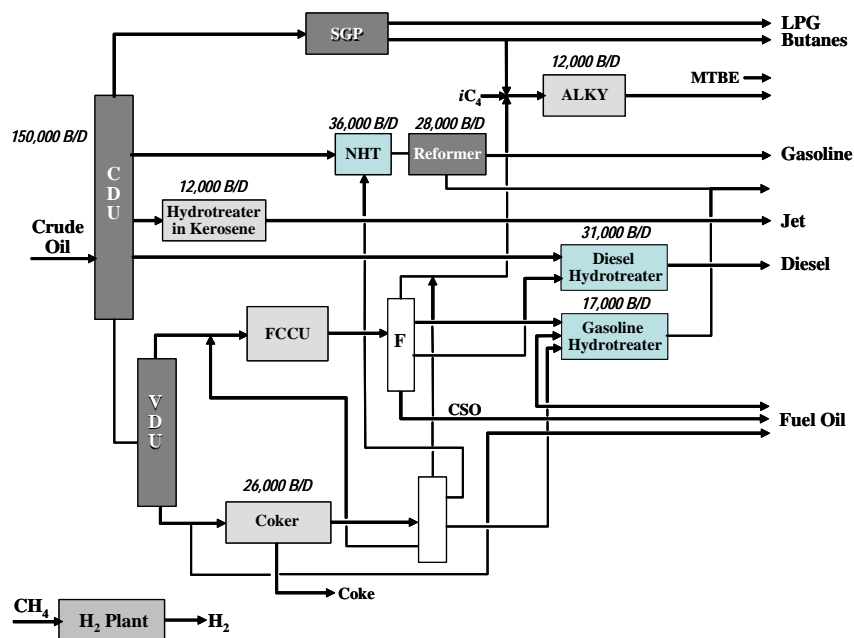 LPG
SGP
Butanes
12,000 B/D
MTBE
iC4
ALKY
150,000 B/D
36,000 B/D
28,000 B/D
NHT
Reformer
Gasoline
C
D
U
12,000 B/D
Hydrotreater
in Kerosene
Jet
Crude
Oil
31,000 B/D
Diesel
Hydrotreater
Diesel
17,000 B/D
Gasoline
Hydrotreater
FCCU
F
V
D
U
CSO
Fuel Oil
26,000 B/D
Coker
Coke
CH4
H2 Plant
H2